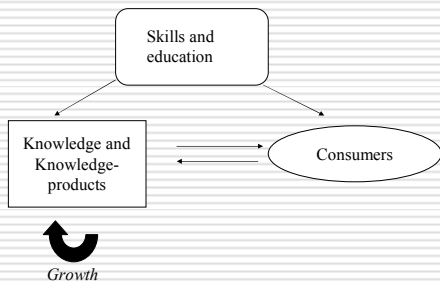 Skills and
education
Knowledge and
Knowledge-
products
Consumers
Growth